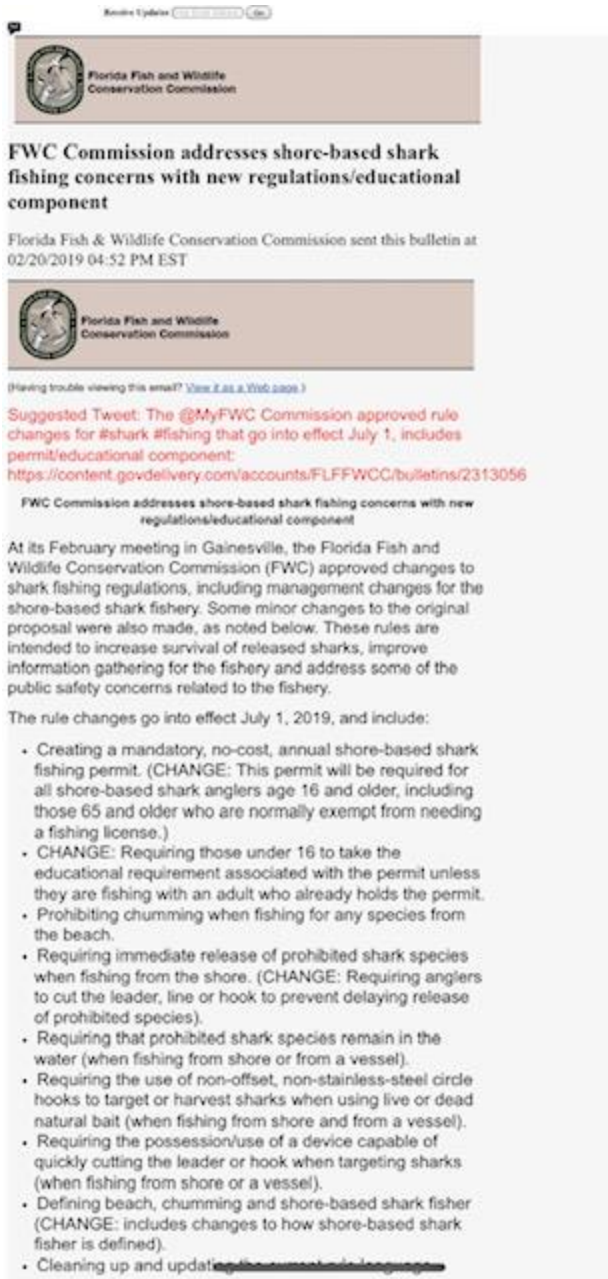 Receive Updates Go
Florida Fish and Wildlife
Conservation Commission
FWC Commission addresses shore-based shark
fishing concerns with new regulations/educational
component
Florida Fish & Wildlife Conservation Commission sent this bulletin at
02/20/2019 04:52 PM EST
Florida Fish and Wildlife
Conservation Commission
(Having trouble viewing this email? View it as a Web page.)
Suggested Tweet: The @MyFWC Commission approved rule
changes for #shark #fishing that go into effect July 1, includes
permit/educational component:
https://content.govdelivery.com/accounts/FLFFWCC/bulletins/2313056
FWC Commission addresses shore-based shark fishing concerns with new
regulations/educational component
At its February meeting in Gainesville, the Florida Fish and
Wildlife Conservation Commission (FWC) approved changes to
shark fishing regulations, including management changes for the
shore-based shark fishery. Some minor changes to the original
proposal were also made, as noted below. These rules are
intended to increase survival of released sharks, improve
information gathering for the fishery and address some of the
public safety concerns related to the fishery.
The rule changes go into effect July 1, 2019, and include:
• Creating a mandatory, no-cost, annual shore-based shark
fishing permit. (CHANGE: This permit will be required for
all shore-based shark anglers age 16 and older, including
those 65 and older who are normally exempt from needing
a fishing license.)
• CHANGE: Requiring those under 16 to take the
educational requirement associated with the permit unless
they are fishing with an adult who already holds the permit.
• Prohibiting chumming when fishing for any species from
the beach.
• Requiring immediate release of prohibited shark species
when fishing from the shore. (CHANGE: Requiring anglers
to cut the leader, line or hook to prevent delaying release
of prohibited species).
• Requiring that prohibited shark species remain in the
water (when fishing from shore or from a vessel).
• Requiring the use of non-offset, non-stainless-steel circle
hooks to target or harvest sharks when using live or dead
natural bait (when fishing from shore and from a vessel).
• Requiring the possession/use of a device capable of
quickly cutting the leader or hook when targeting sharks
(when fishing from shore or a vessel).
• Defining beach, chumming and shore-based shark fisher
(CHANGE: includes changes to how shore-based shark
fisher is defined).
• Cleaning up and updating